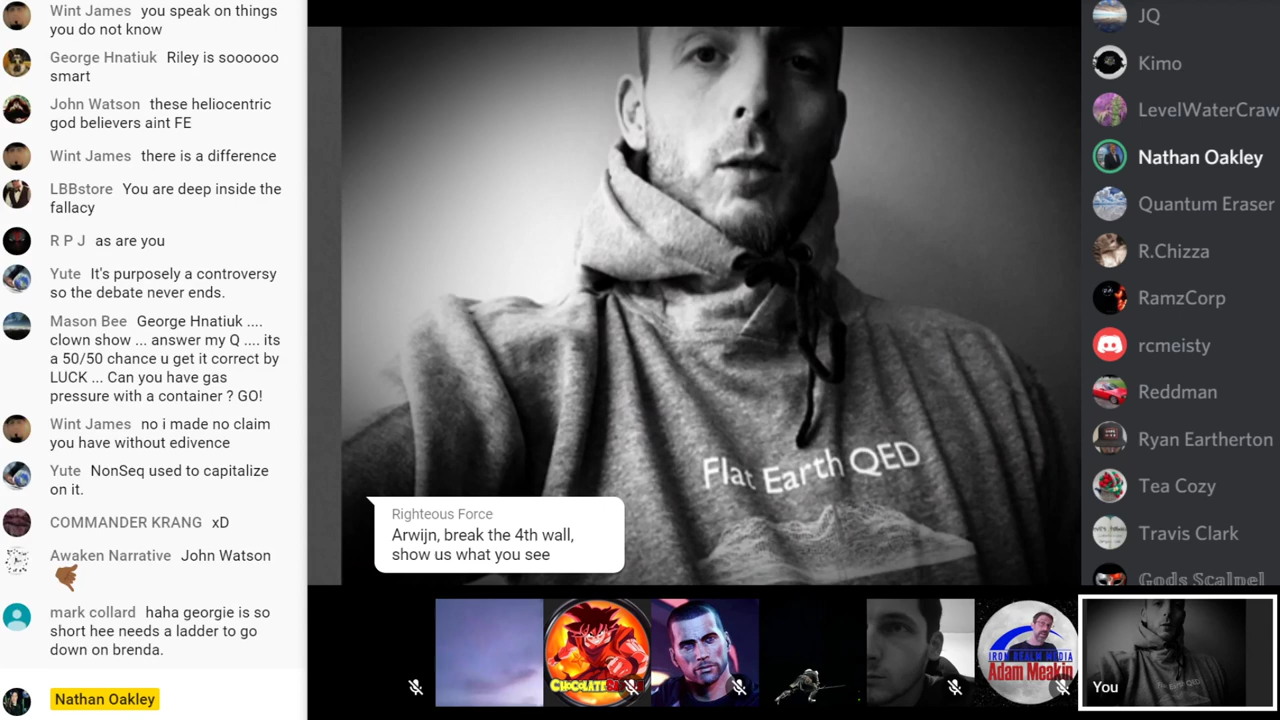 Wint James you speak on things
you do not know
George Hnatiuk Riley is soooooo
smart
John Watson these heliocentric
god believers aint FE
Wint James there is a difference
LBBstore You are deep inside the
fallacy
R P J as are you
Yute It's purposely a controversy
so the debate never ends.
Mason Bee George Hnatiuk ....
clown show ... answer my Q .... its
a 50/50 chance u get it correct by
LUCK ... Can you have gas
pressure with a container ? GO!
Wint James no i made no claim
you have without edivence
Yute NonSeq used to capitalize
on it.
COMMANDER KRANG xD
Awaken Narrative John Watson
mark collard haha georgie is so
short hee needs a ladder to go
down on brenda.
Nathan Oakley
Flat Earth QED
Righteous Force
Arwijn, break the 4th wall,
show us what you see
IRON REALM MEDIA
Adam Meakin
You
JQ
Kimo
LevelWaterCraw
Nathan Oakley
Quantum Eraser
R.Chizza
RamzCorp
rcmeisty
Reddman
Ryan Eartherton
Tea Cozy
Travis Clark
Gods Scalpel